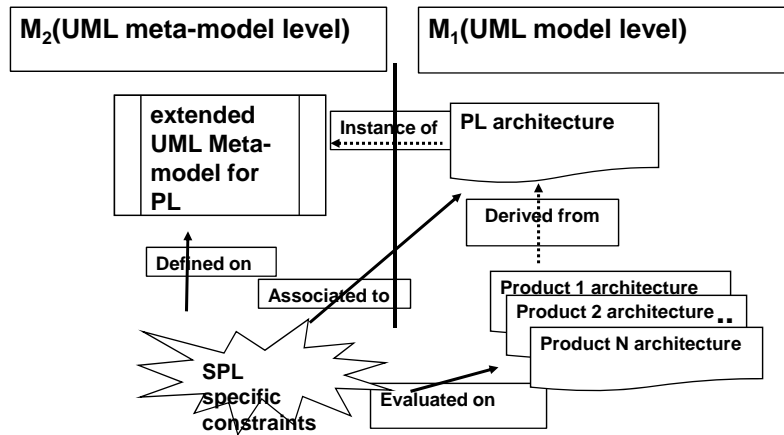 M₂(UML meta-model level)
M₁(UML model level)
extended
UML Meta-
model for
PL
Instance of
PL architecture
Derived from
Defined on
Associated to
Product 1 architecture
Product 2 architecture
..
Product N architecture
SPL
specific
constraints
Evaluated on